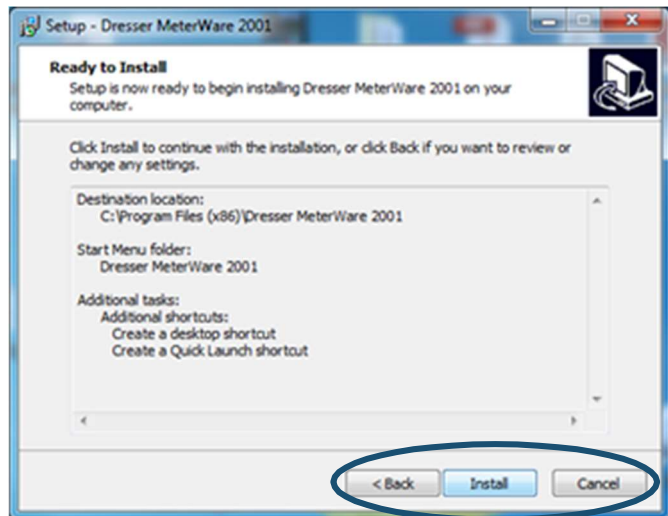 Setup - Dresser MeterWare 2001
Ready to Install
Setup is now ready to begin installing Dresser MeterWare 2001 on your
computer.
Click Install to continue with the installation, or click Back if you want to review or
change any settings.
Destination location:
C:\Program Files (x86)\Dresser MeterWare 2001
Start Menu folder:
Dresser MeterWare 2001
Additional tasks:
Additional shortcuts:
Create a desktop shortcut
Create a Quick Launch shortcut
< Back Install Cancel